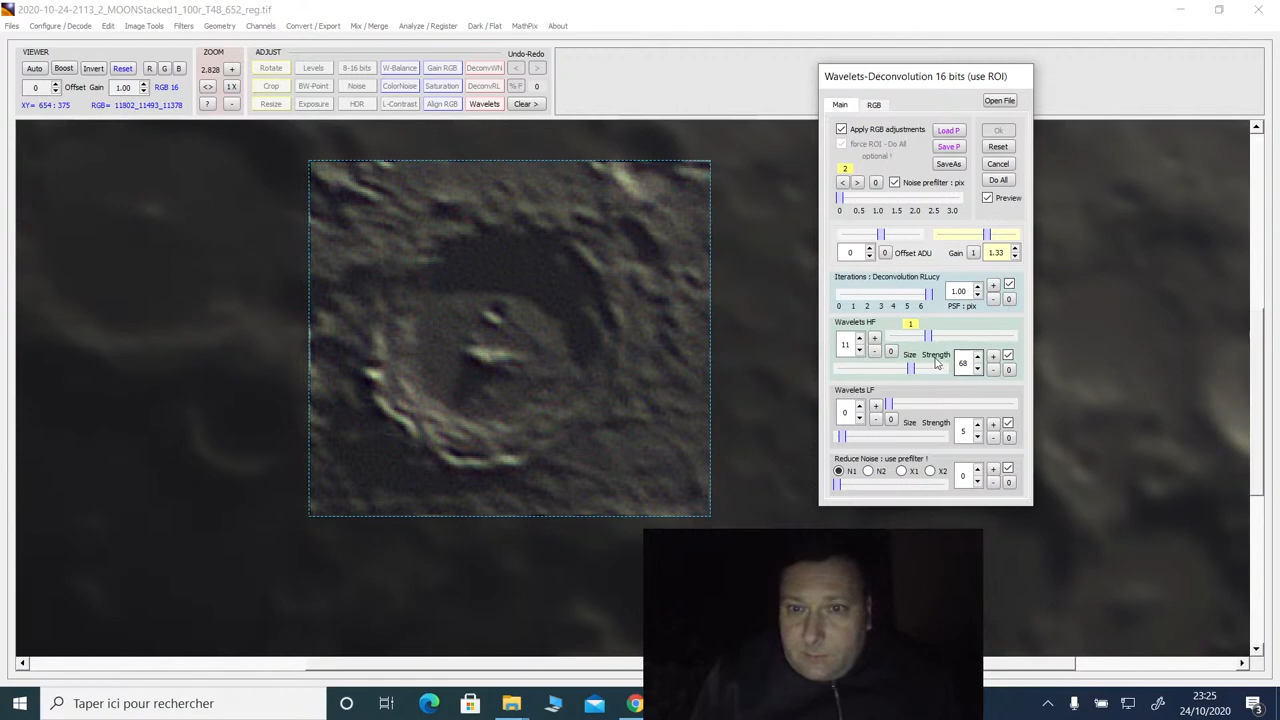 2020-10-24-2113_2_MOONStacked1_100r_T48_652_reg.tif
Files Configure / Decode Edit Image Tools Filters Geometry Channels Convert / Export Mix / Merge Analyze / Register Dark / Flat MathPix About
VIEWER ZOOM ADJUST Undo-Redo
Auto Boost Invert Reset R G B 2.828 + Rotate Levels 8-16 bits W-Balance Gain RGB DeconvWN < >
0 1.00 <> 1 X Crop BW-Point Noise ColorNoise Saturation DeconvRL % F 0
Offset Gain RGB 16
XY= 654 : 375 RGB= 11802_11493_11378 ? - Resize Exposure HDR L-Contrast Align RGB Wavelets Clear >
Wavelets-Deconvolution 16 bits (use ROI)
Main RGB Open File
Apply RGB adjustments Load P Ok
force ROI - Do All Save P Reset
optional !
2 SaveAs Cancel
< > 0 Noise prefilter : pix Do All
Preview
0 0.5 1.0 1.5 2.0 2.5 3.0
0 0 Offset ADU Gain 1 1.33
Iterations : Deconvolution RLucy
1.00 + -  0
0 1 2 3 4 5 6 PSF : pix
Wavelets HF 1
11 + - 0 Size Strength 68 + - 0
Wavelets LF
0 + - 0 Size Strength 5 + - 0
Reduce Noise : use prefilter !
N1 N2 X1 X2 0 + - 0
Taper ici pour rechercher
23:25
24/10/2020
3